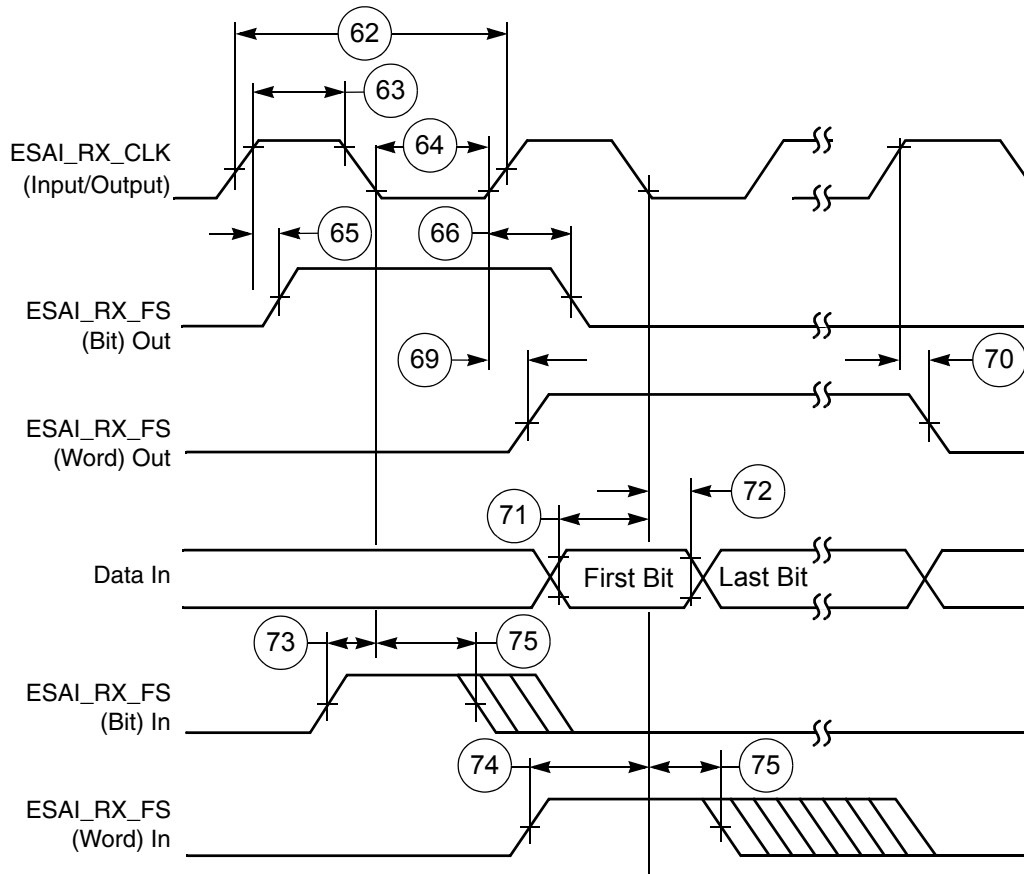 62
63
ESAI_RX_CLK
(Input/Output)
64
65
66
ESAI_RX_FS
(Bit) Out
69
70
ESAI_RX_FS
(Word) Out
71
72
Data In
First Bit
Last Bit
73
75
ESAI_RX_FS
(Bit) In
74
75
ESAI_RX_FS
(Word) In